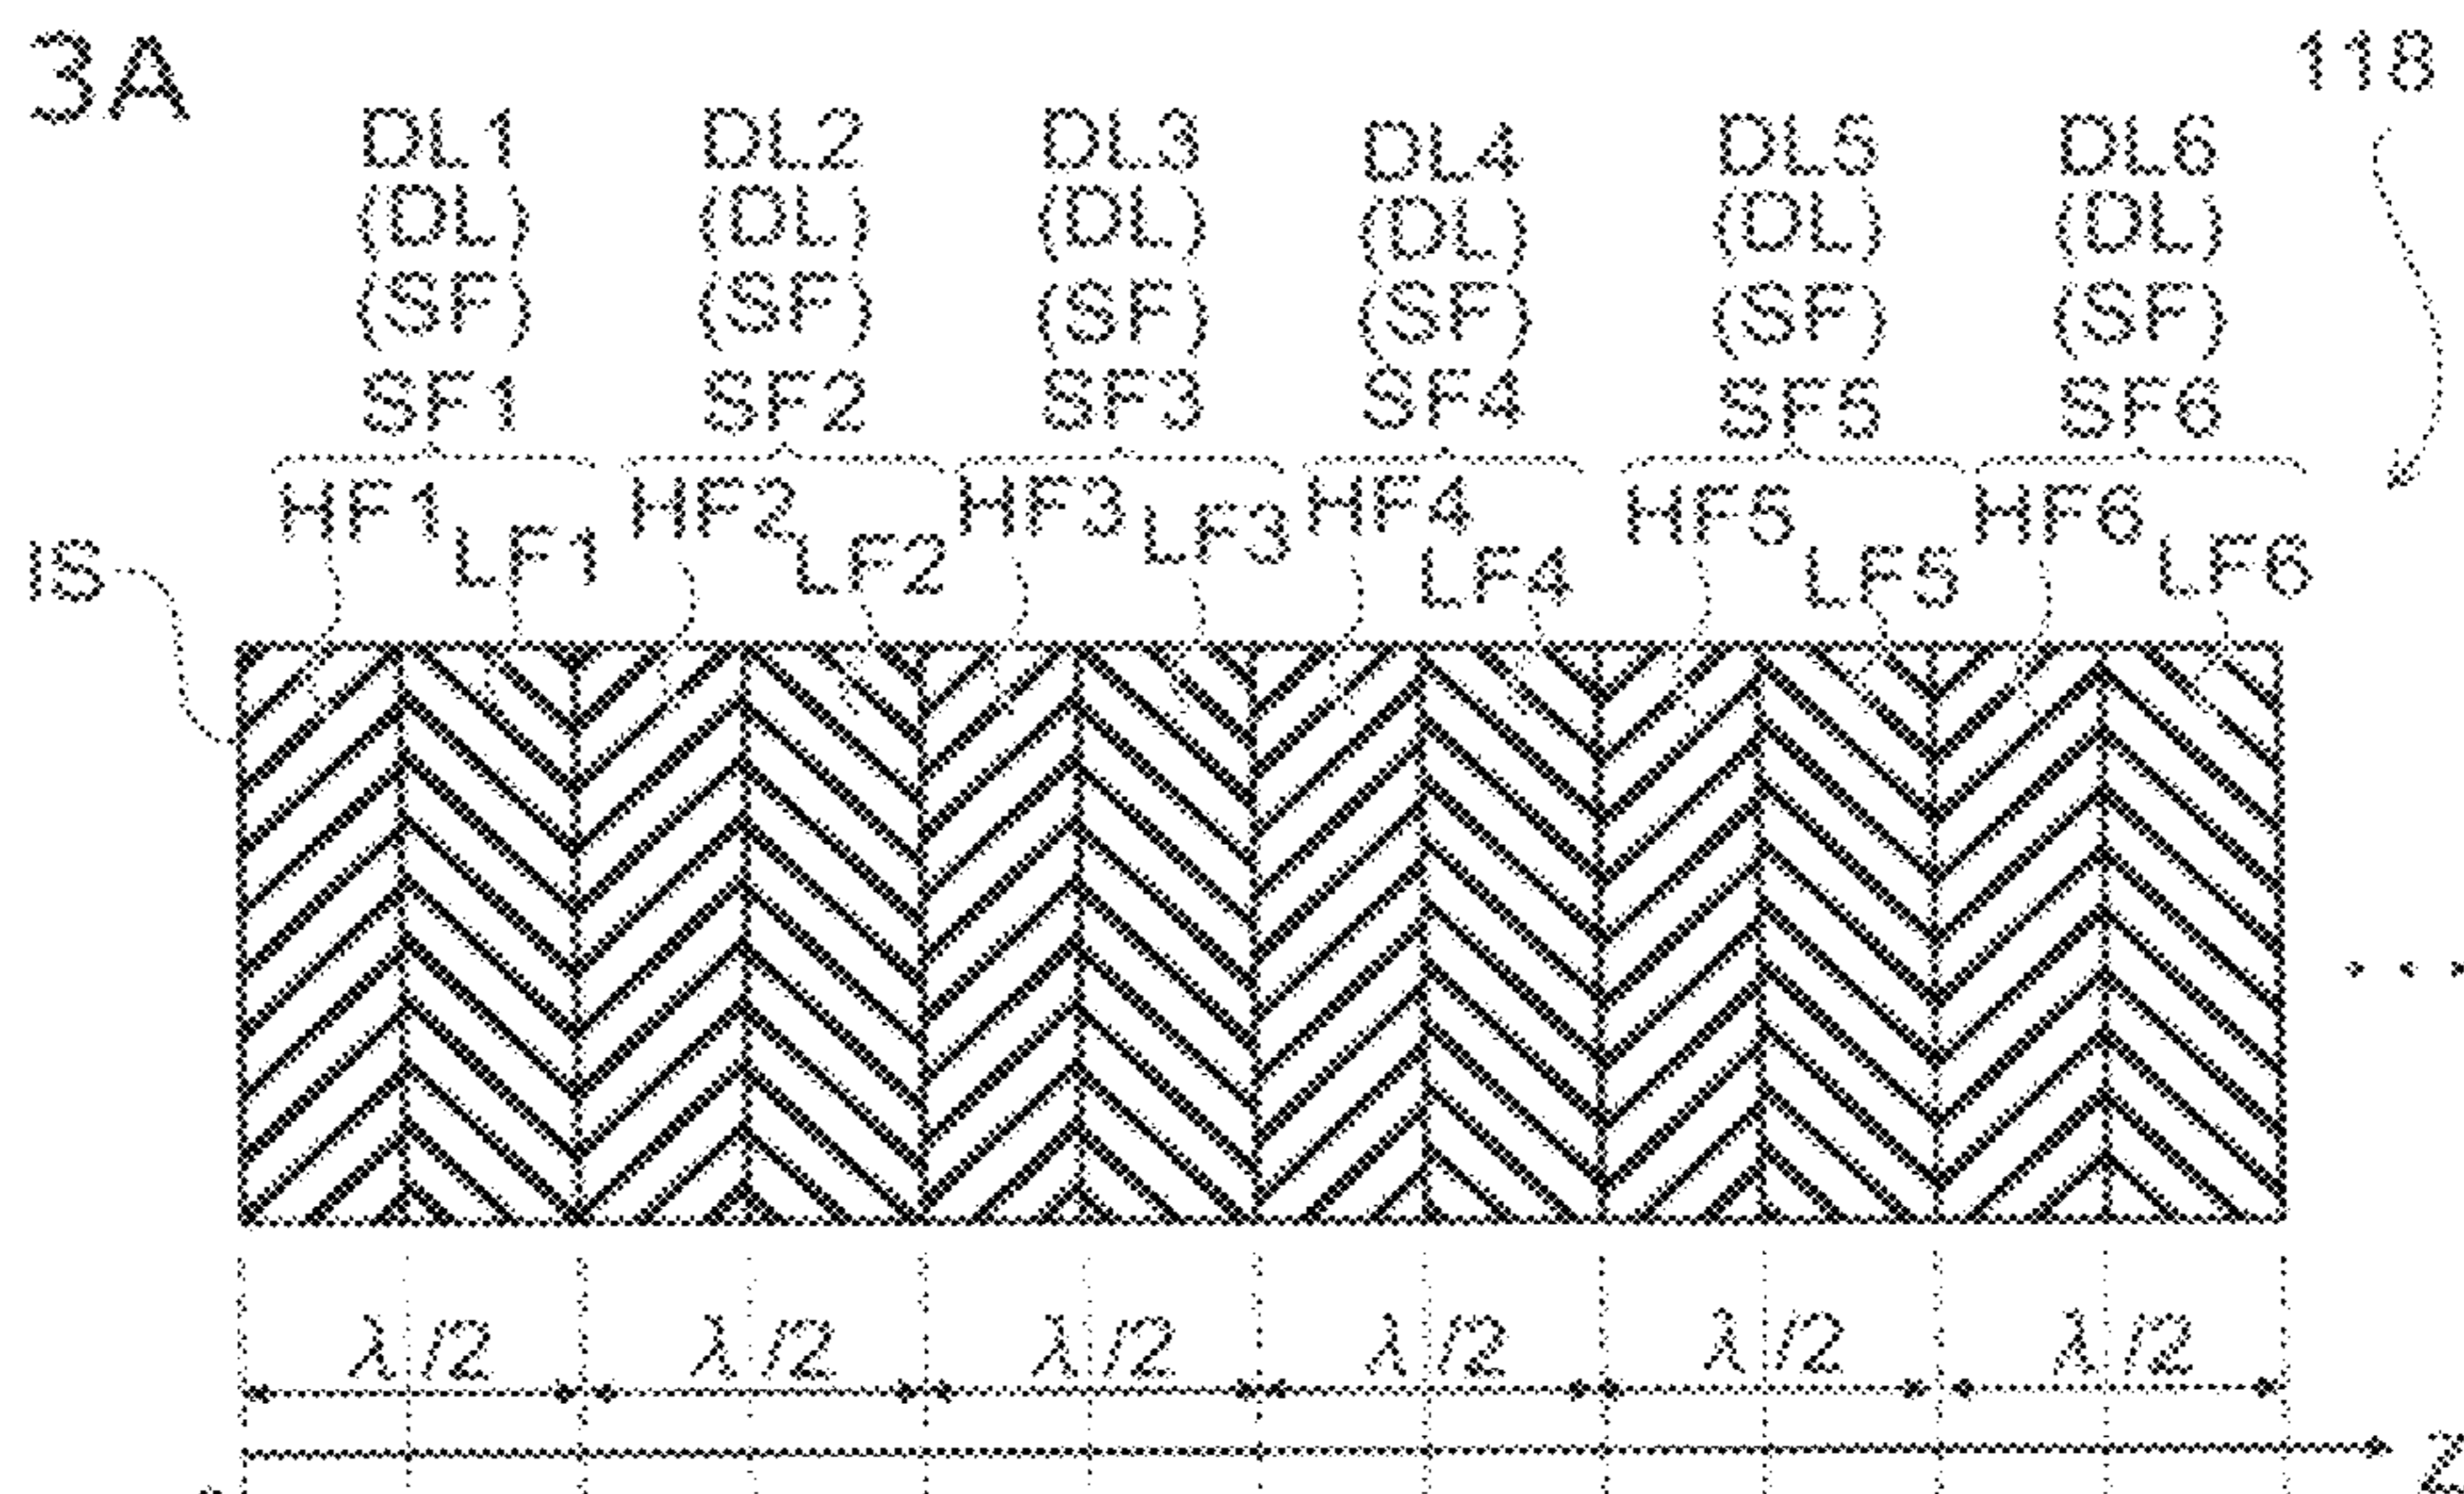 3A
118
DL1 DL2 DL3 DL4 DL5 DL6
(DL) (DL) (DL) (DL) (DL) (DL)
(SF) (SF) (SF) (SF) (SF) (SF)
SF1 SF2 SF3 SF4 SF5 SF6
HF1 LF1 HF2 LF2 HF3 LF3 HF4 LF4 HF5 LF5 HF6 LF6
IS
...
λ/2 λ/2 λ/2 λ/2 λ/2 λ/2
Z